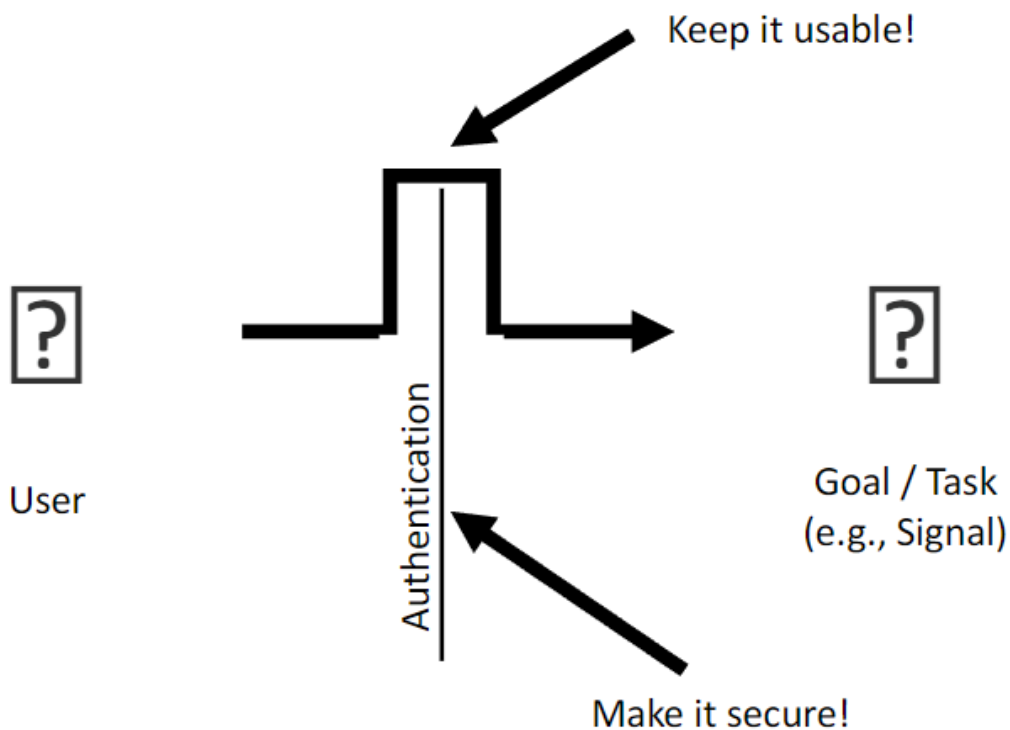 Keep it usable!
User
Authentication
Goal / Task
(e.g., Signal)
Make it secure!